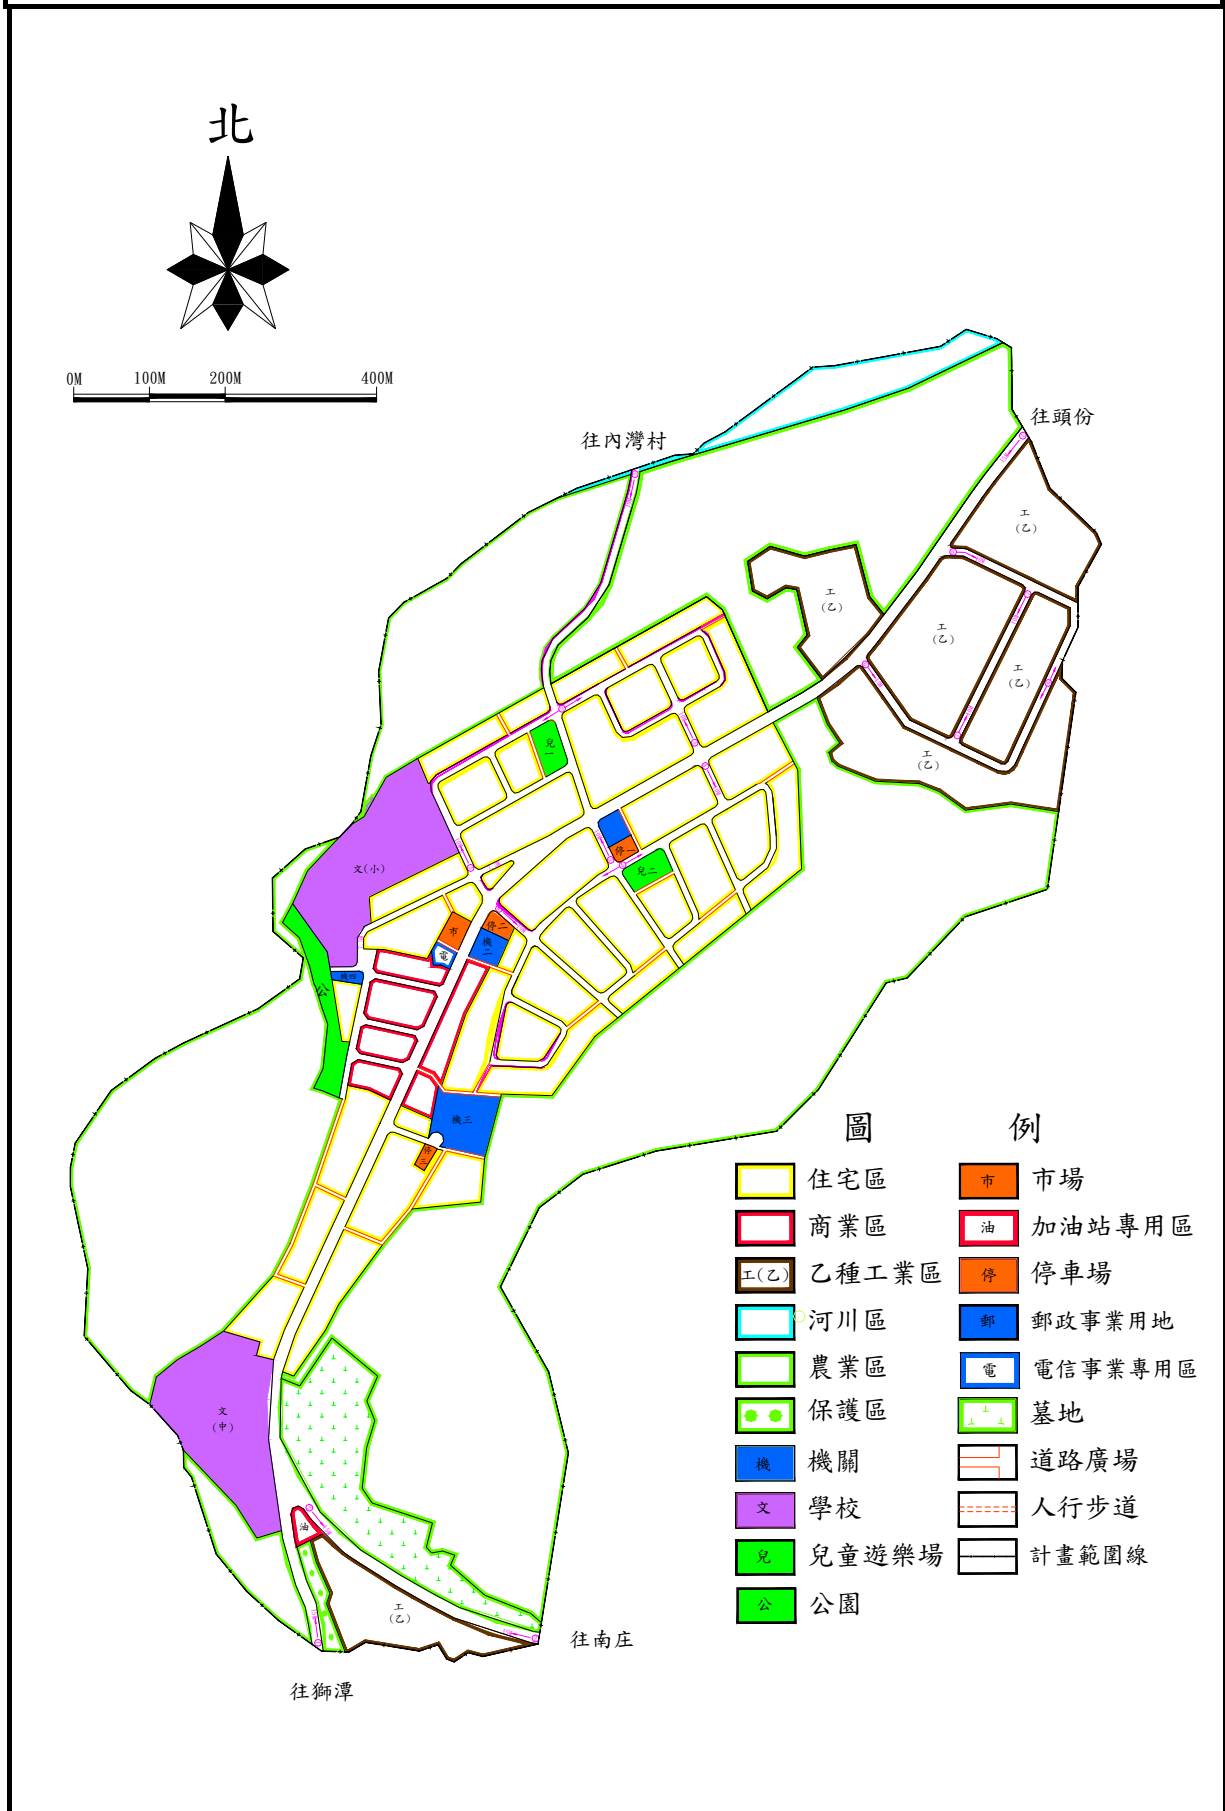 北
0M 100M 200M 400M
往頭份
往內灣村
工
(乙)
工
(乙)
工
(乙)
工
(乙)
工
(乙)
兒一
停一
兒二
文(小)
市
停二
電
機二
機四
公
機三
停三
文
(中)
油
工
(乙)
往南庄
往獅潭
圖例
住宅區
市 市場
商業區
油 加油站專用區
工(乙) 乙種工業區
停 停車場
河川區
郵 郵政事業用地
農業區
電 電信事業專用區
保護區
墓地
機 機關
道路廣場
文 學校
人行步道
兒 兒童遊樂場
計畫範圍線
公 公園